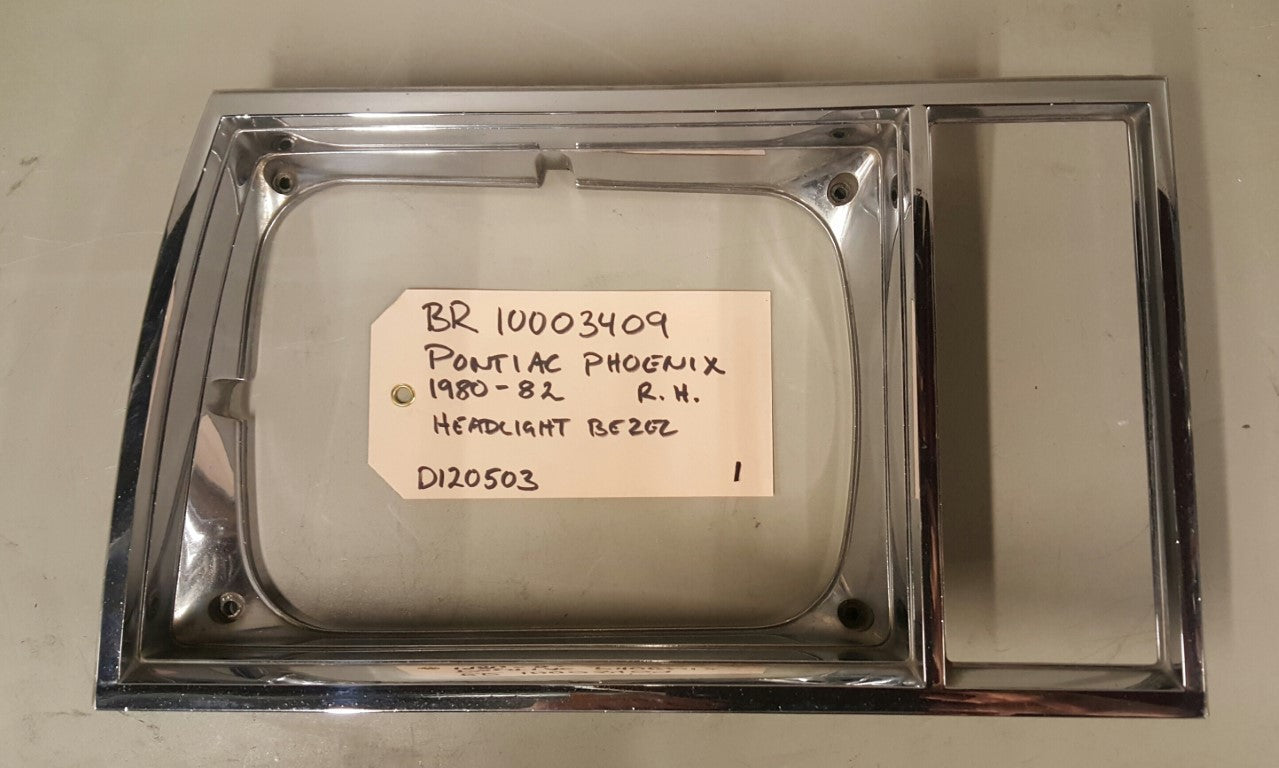 BR 10003409
PONTIAC PHOENIX
1980-82 R.H.
HEADLIGHT BEZEL
D120503 1